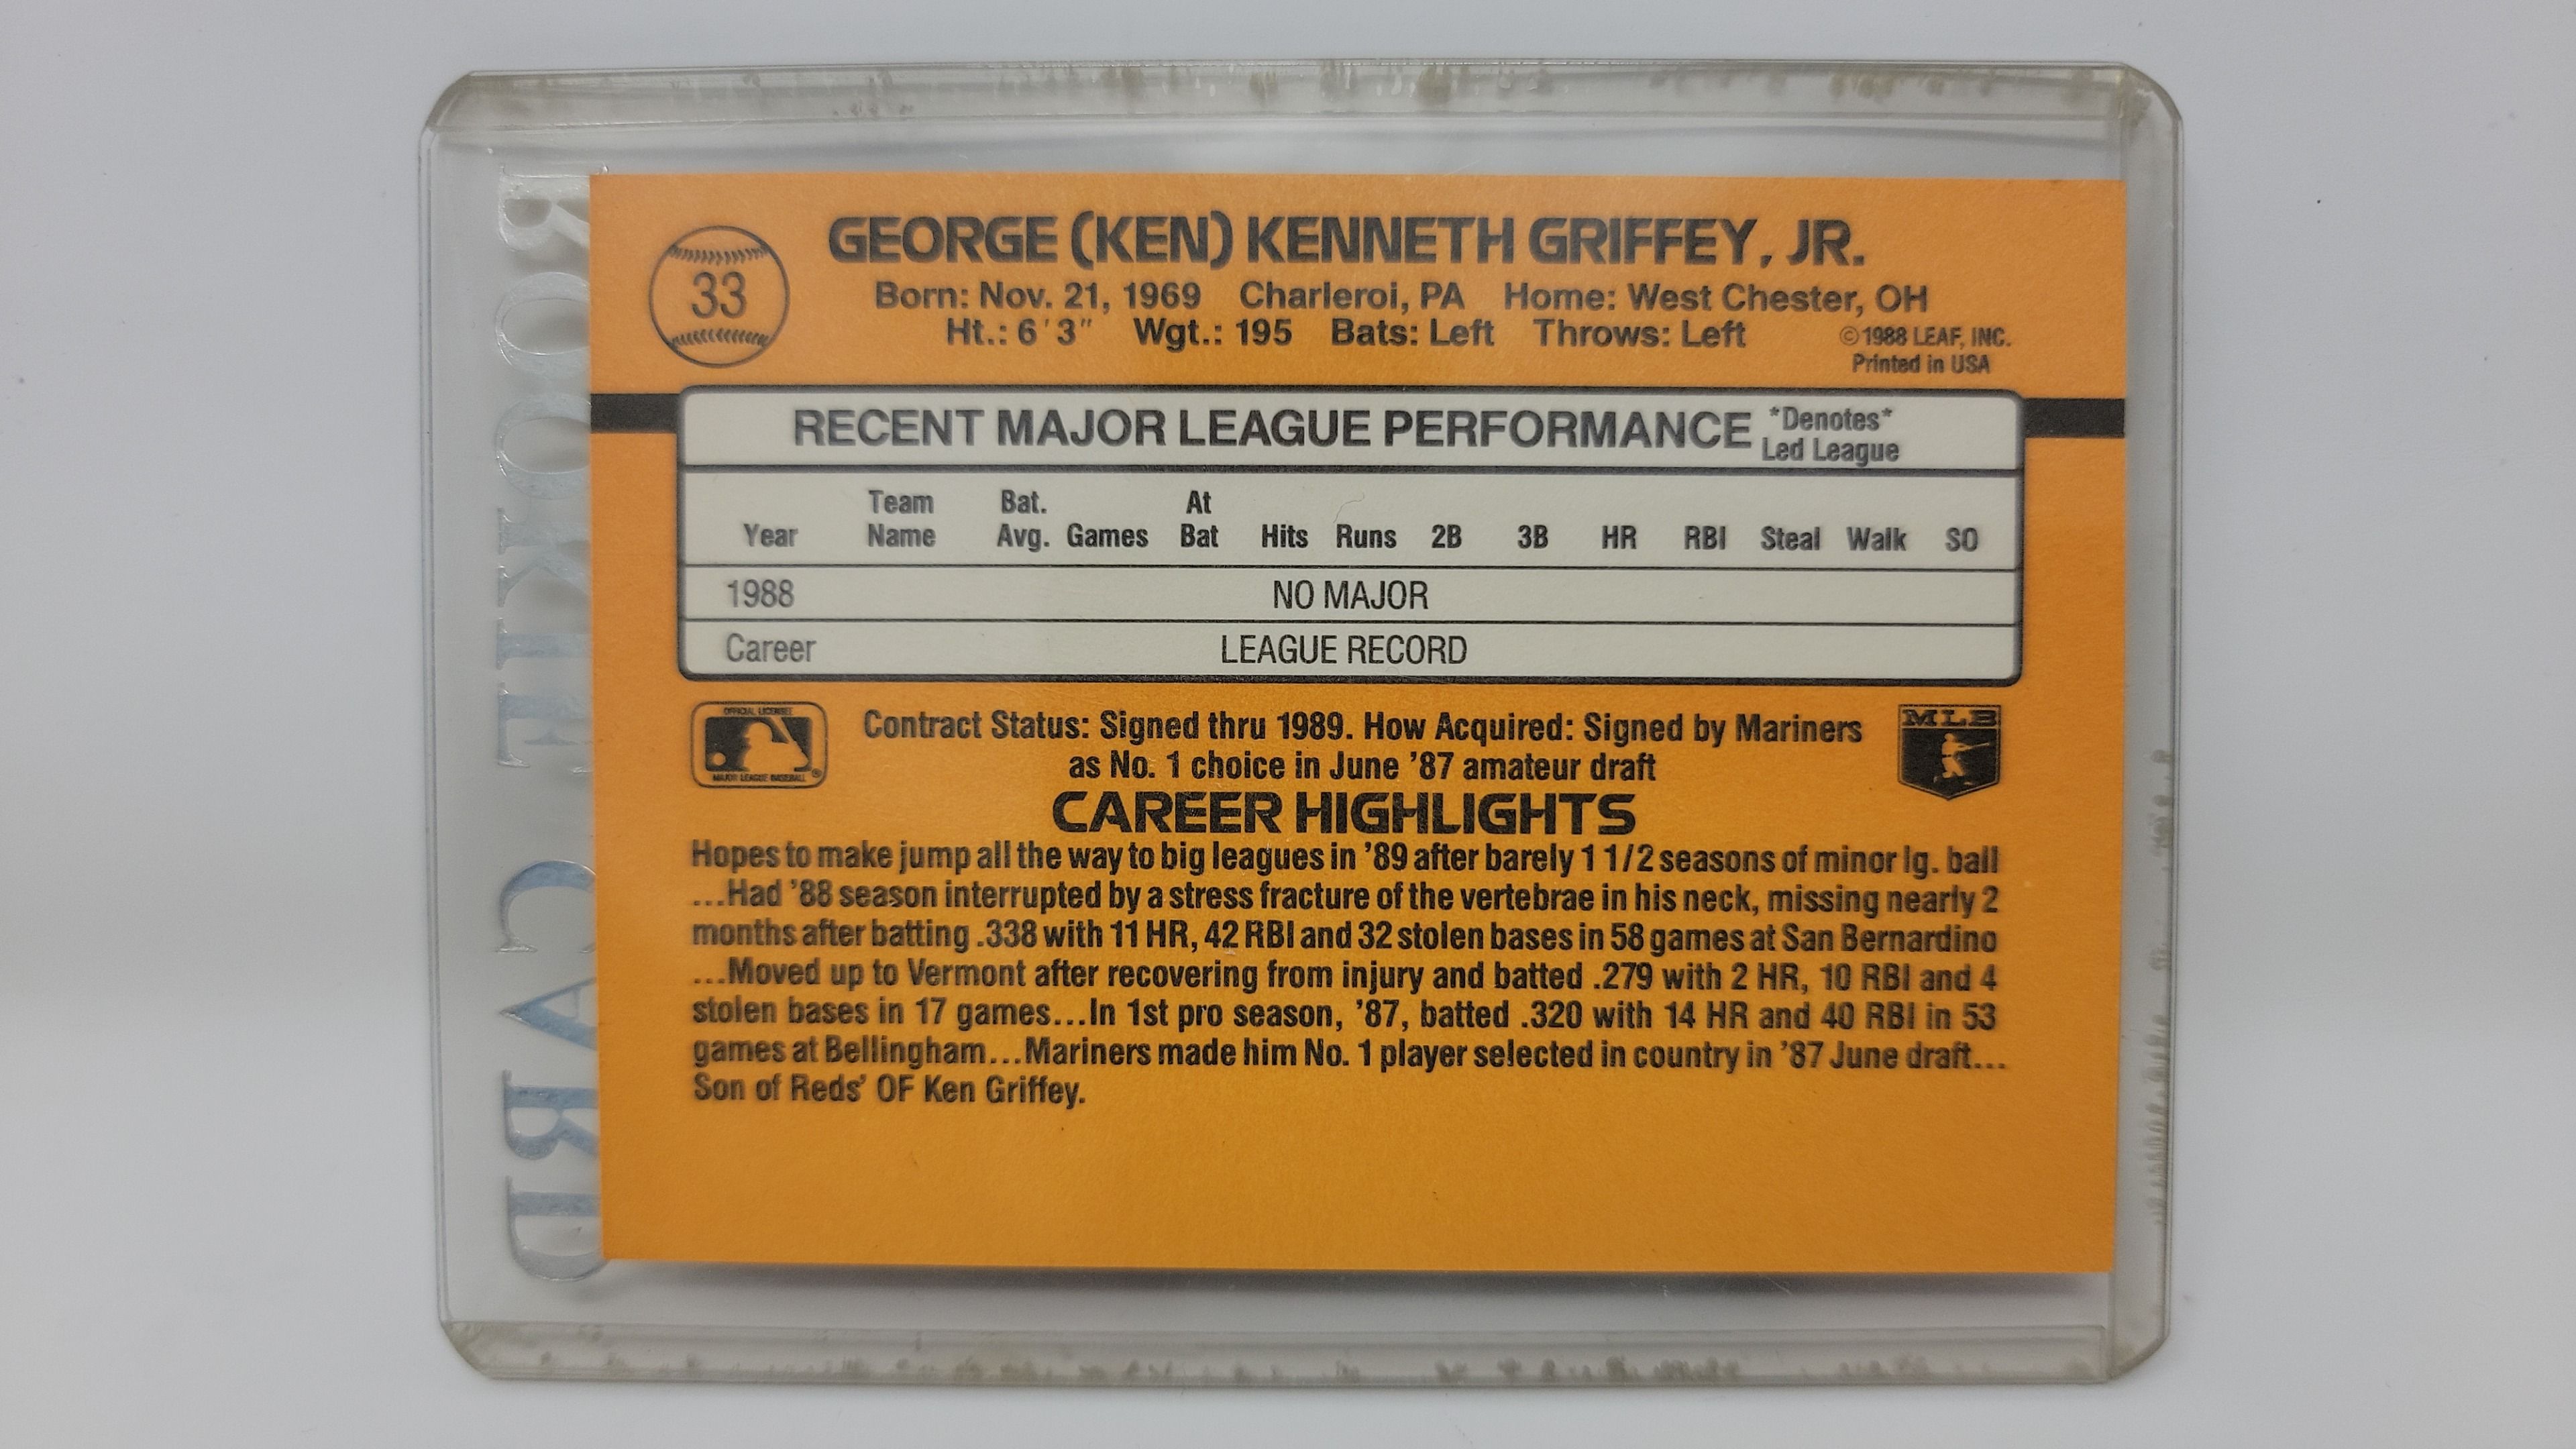 ROOKIE CARD
33
GEORGE (KEN) KENNETH GRIFFEY, JR.
Born: Nov. 21, 1969 Charleroi, PA Home: West Chester, OH
Ht.: 6'3" Wgt.: 195 Bats: Left Throws: Left
©1988 LEAF, INC.
Printed in USA
RECENT MAJOR LEAGUE PERFORMANCE *Denotes*
Led League
Team Bat. At
Year Name Avg. Games Bat Hits Runs 2B 3B HR RBI Steal Walk SO
1988 NO MAJOR
Career LEAGUE RECORD
OFFICIAL LICENSEE
MAJOR LEAGUE BASEBALL ®
Contract Status: Signed thru 1989. How Acquired: Signed by Mariners
as No. 1 choice in June '87 amateur draft
MLB
CAREER HIGHLIGHTS
Hopes to make jump all the way to big leagues in '89 after barely 1 1/2 seasons of minor lg. ball
...Had '88 season interrupted by a stress fracture of the vertebrae in his neck, missing nearly 2
months after batting .338 with 11 HR, 42 RBI and 32 stolen bases in 58 games at San Bernardino
...Moved up to Vermont after recovering from injury and batted .279 with 2 HR, 10 RBI and 4
stolen bases in 17 games...In 1st pro season, '87, batted .320 with 14 HR and 40 RBI in 53
games at Bellingham...Mariners made him No. 1 player selected in country in '87 June draft...
Son of Reds' OF Ken Griffey.